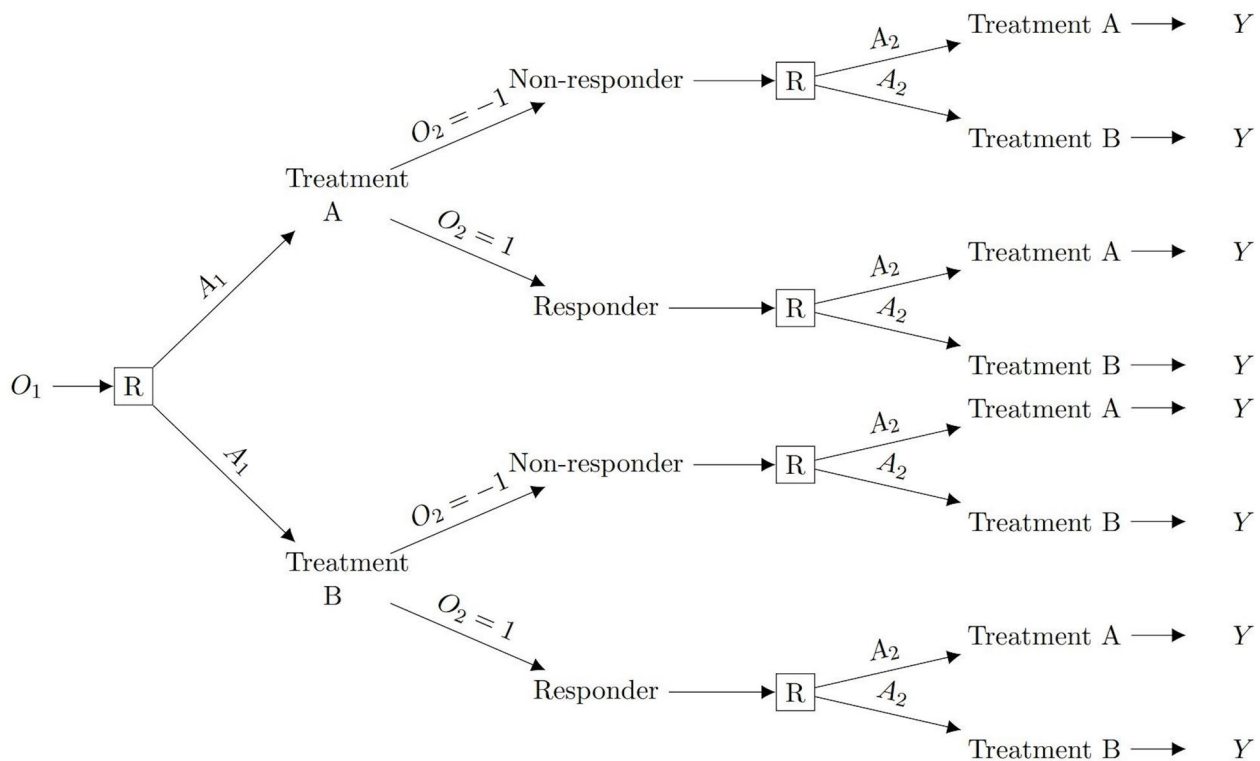 Treatment A
Y
A₂
Non-responder
R
A₂
O₂ = −1
Treatment B
Y
Treatment
A
O₂ = 1
Treatment A
Y
A₂
Responder
R
A₂
A₁
Treatment B
Y
O₁
R
Treatment A
Y
A₂
Non-responder
R
A₂
A₁
O₂ = −1
Treatment B
Y
Treatment
B
O₂ = 1
Treatment A
Y
A₂
Responder
R
A₂
Treatment B
Y